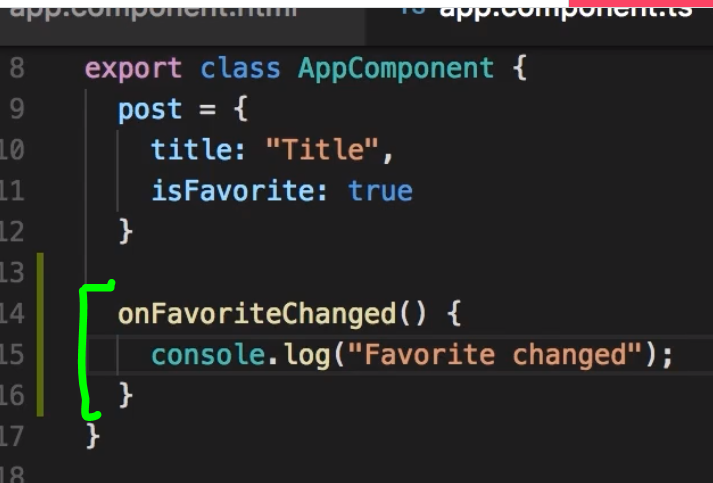 app.component.html TS app.component.ts
8 export class AppComponent {
9 post = {
10 title: "Title",
11 isFavorite: true
12 }
13
14 onFavoriteChanged() {
15 console.log("Favorite changed");
16 }
17 }
18